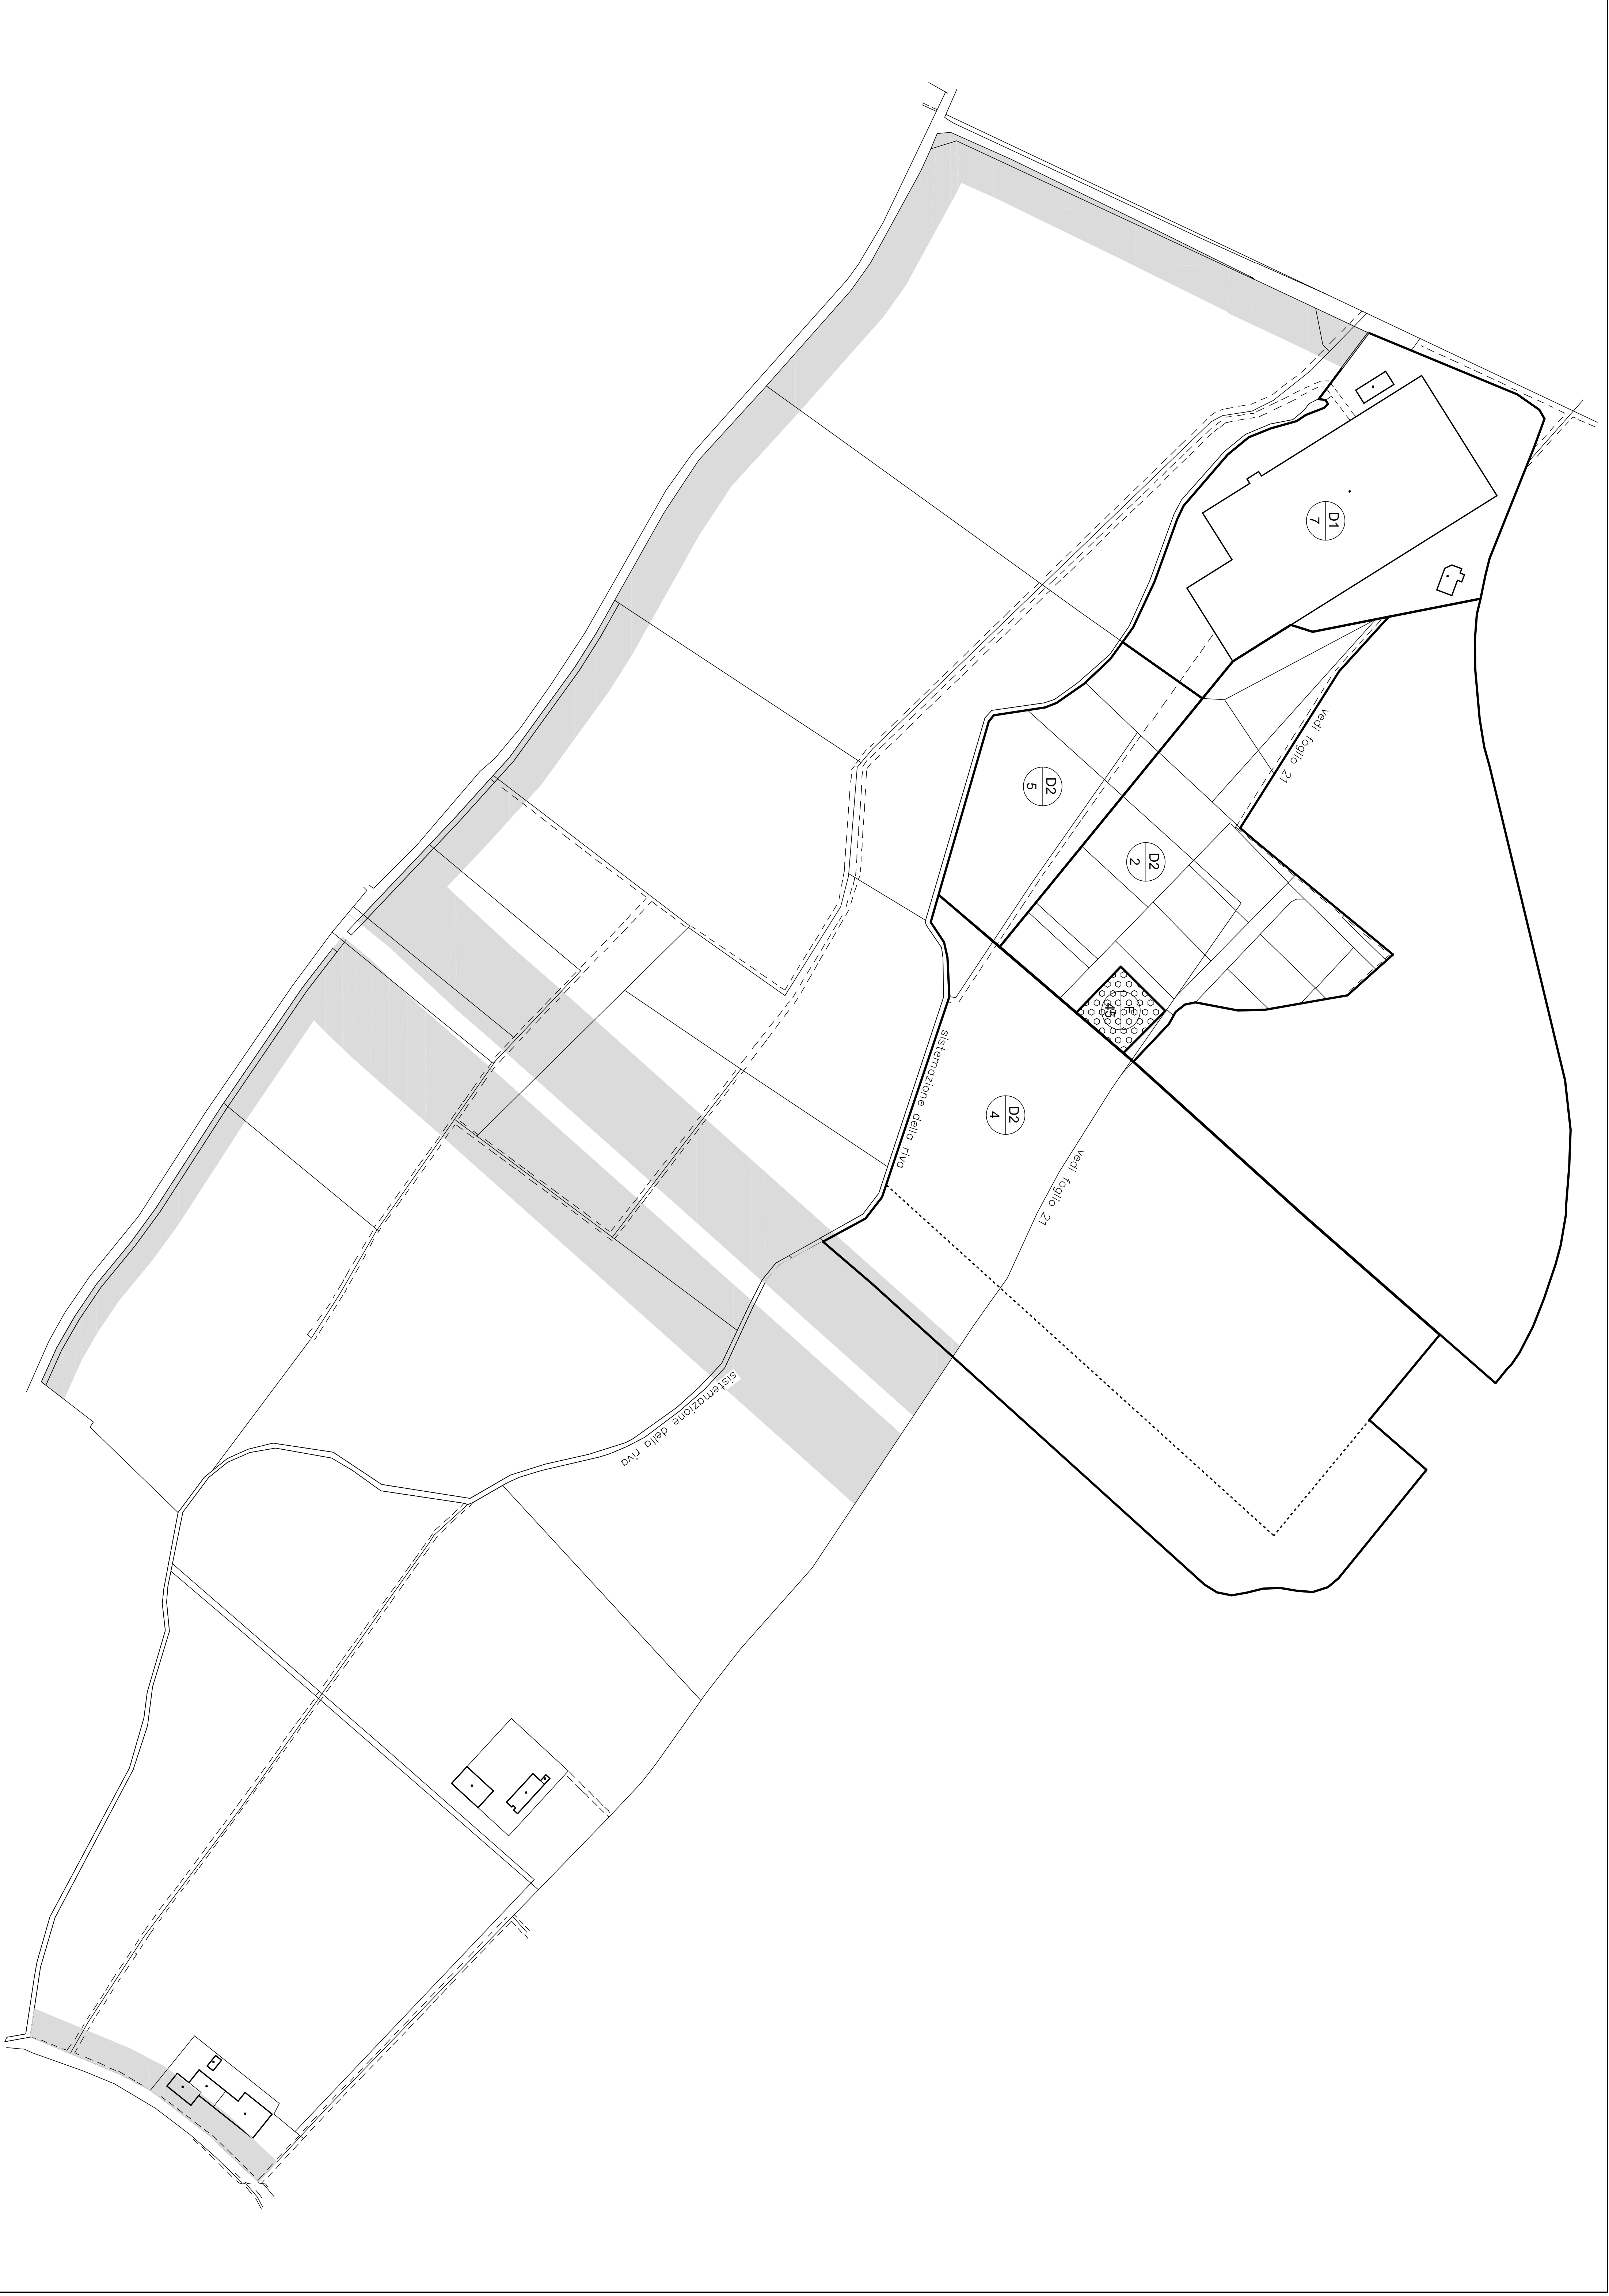 D1
7
vedi foglio 21
D2
5
D2
2
F
45
sistemazione della riva
D2
4
vedi foglio 21
sistemazione della riva